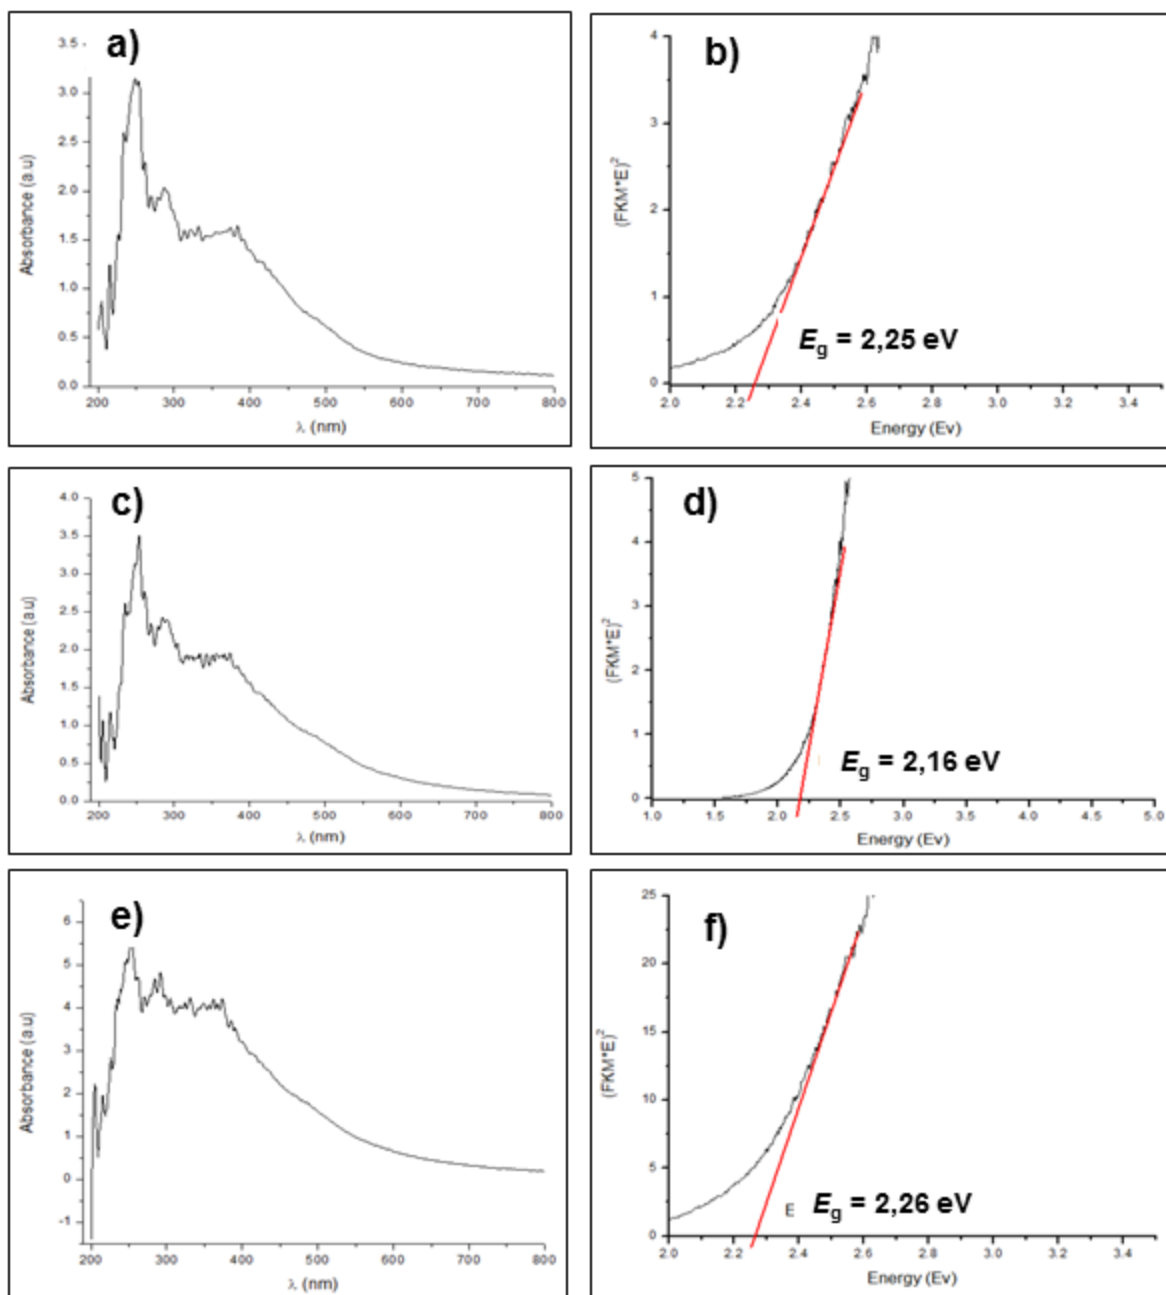 a)
3.5
3.0
2.5
2.0
1.5
1.0
0.5
0.0
Absorbance (a.u)
200 300 400 500 600 700 800
λ (nm)
b)
4
3
2
1
0
(FKM*E)²
E_g = 2,25 eV
2.0 2.2 2.4 2.6 2.8 3.0 3.2 3.4
Energy (Ev)
c)
4.0
3.5
3.0
2.5
2.0
1.5
1.0
0.5
0.0
Absorbance (a.u)
200 300 400 500 600 700 800
λ (nm)
d)
5
4
3
2
1
0
(FKM*E)²
E_g = 2,16 eV
1.0 1.5 2.0 2.5 3.0 3.5 4.0 4.5 5.0
Energy (Ev)
e)
6
5
4
3
2
1
0
-1
Absorbance (a.u)
200 300 400 500 600 700 800
λ (nm)
f)
25
20
15
10
5
0
(FKM*E)²
E E_g = 2,26 eV
2.0 2.2 2.4 2.6 2.8 3.0 3.2 3.4
Energy (Ev)